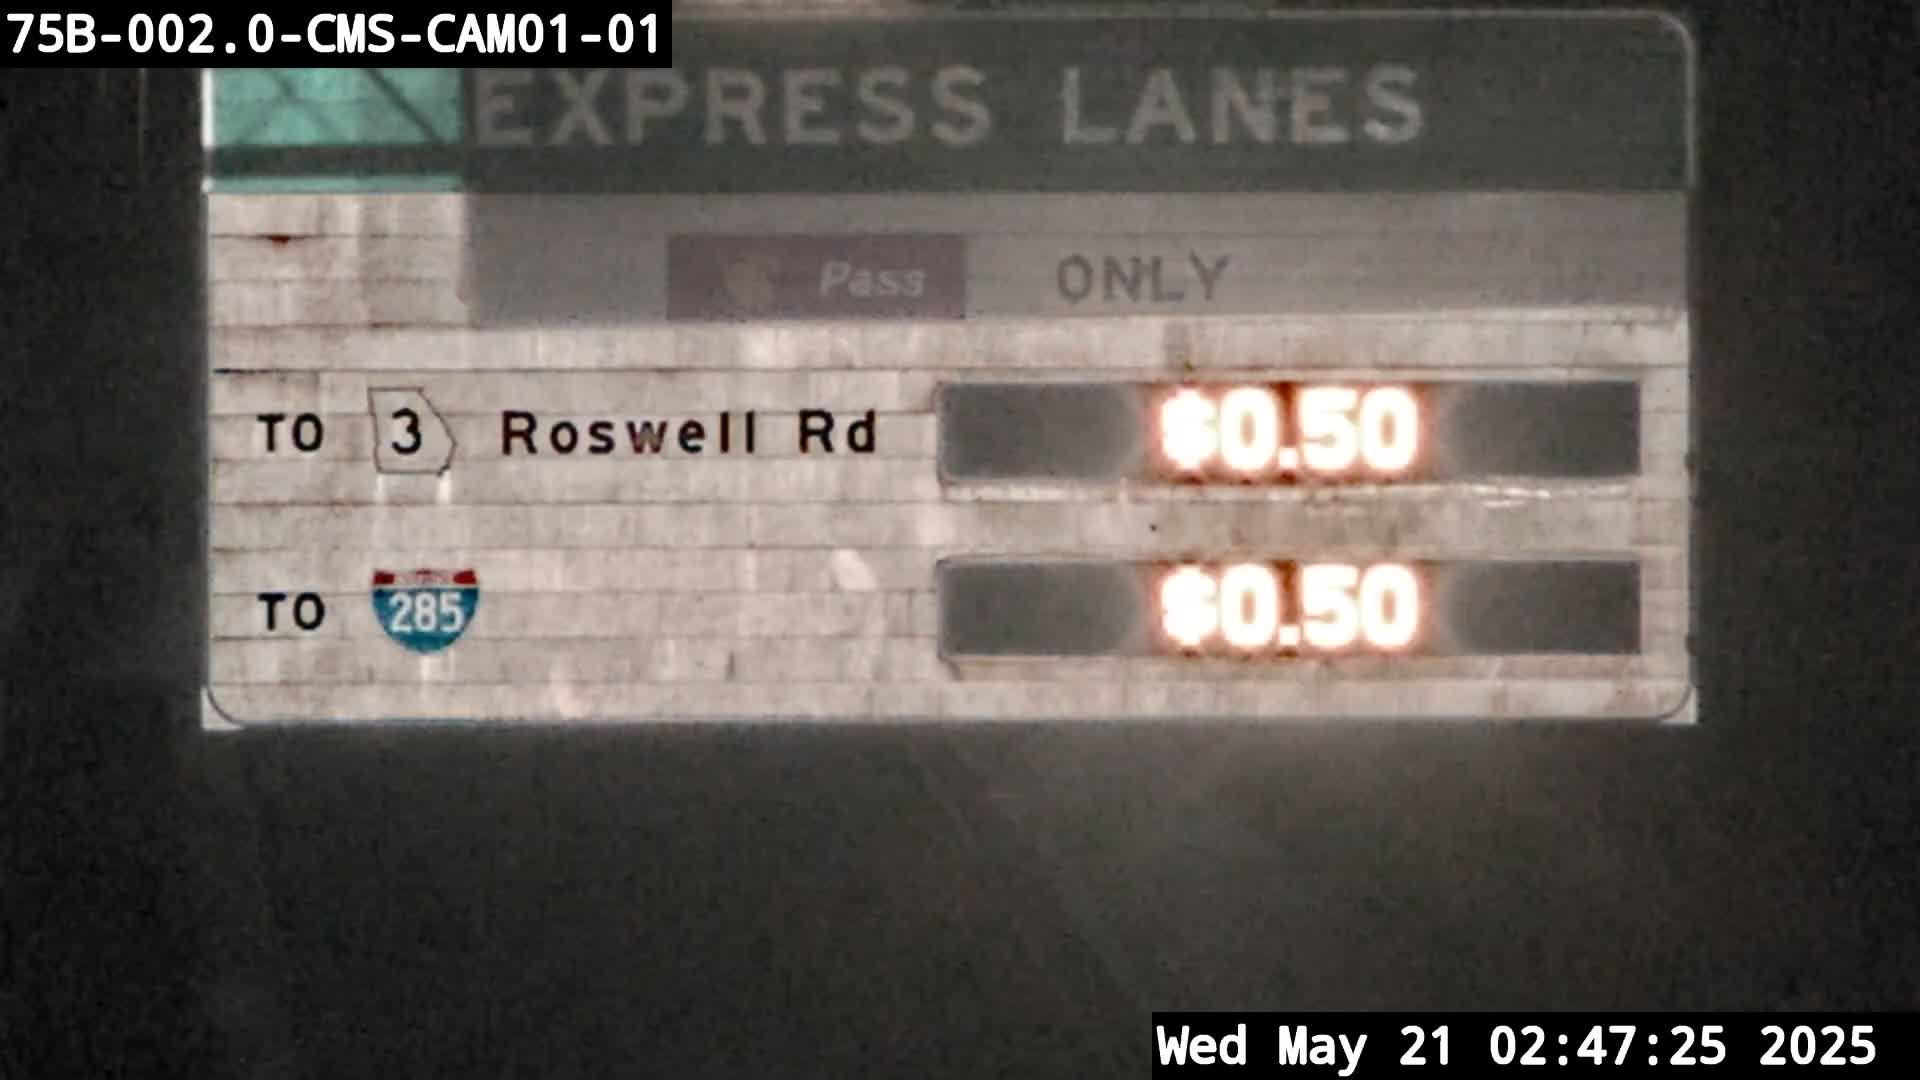 75B-002.0-CMS-CAM01-01
EXPRESS LANES
Pass ONLY
TO 3 Roswell Rd $0.50
TO 285 $0.50
Wed May 21 02:47:25 2025